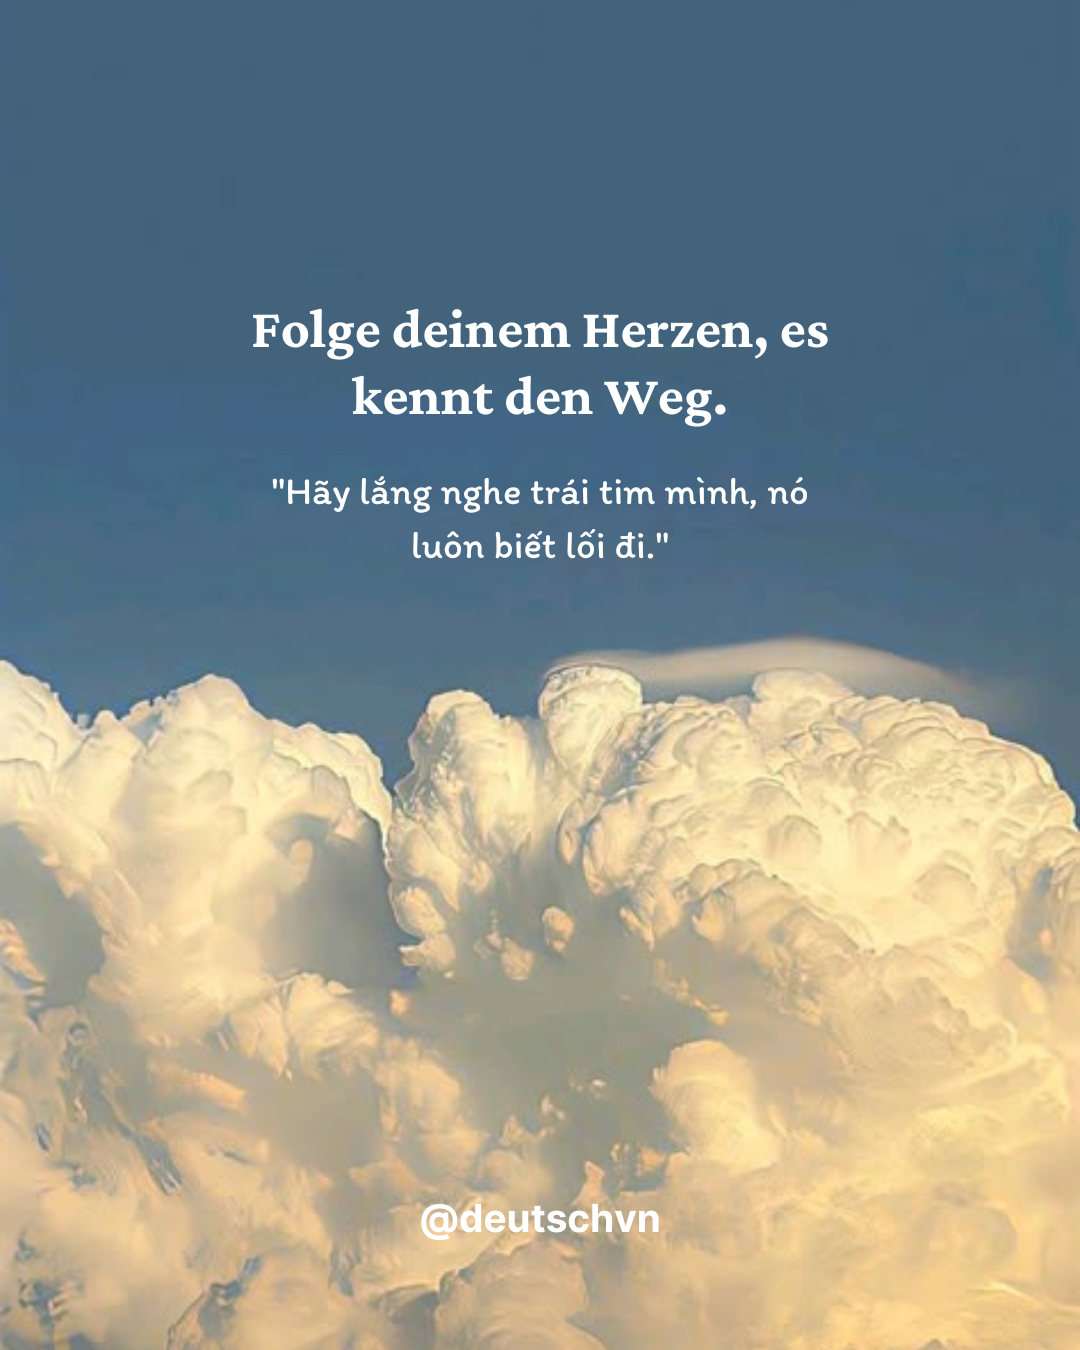 Folge deinem Herzen, es
kennt den Weg.
"Hãy lắng nghe trái tim mình, nó
luôn biết lối đi."
@deutschvn